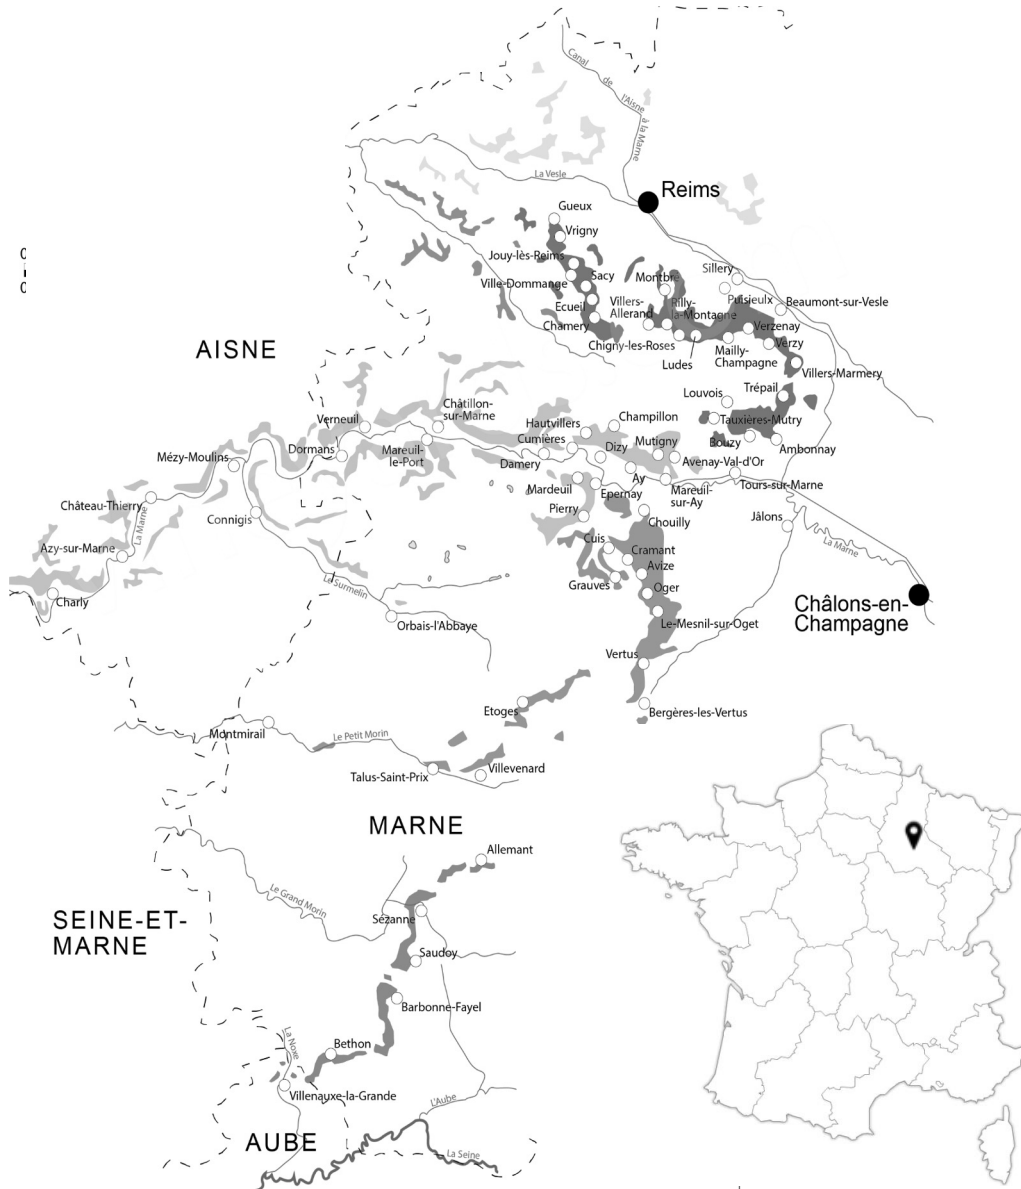 Canal de l'Aisne à la Marne
La Vesle
Reims
Gueux
Vrigny
Jouy-lès-Reims
Sacy
Ville-Dommange
Ecueil
Chamery
Villers-
Allerand
Montbré
Rilly-
la-Montagne
Sillery
Puisieulx
Beaumont-sur-Vesle
Verzenay
Verzy
Chigny-les-Roses
Ludes
Mailly-
Champagne
Villers-Marmery
Trépail
Louvois
Tauxières-Mutry
Bouzy
Ambonnay
0
0
AISNE
Châtillon-
sur-Marne
Verneuil
Dormans
Mareuil-
le-Port
Mézy-Moulins
Château-Thierry
La Marne
Connigis
Azy-sur-Marne
Charly
La Surmelin
Orbais-l'Abbaye
Hautvillers
Champillon
Cumières
Dizy
Mutigny
Damery
Avenay-Val-d'Or
Ay
Mareuil-
sur-Ay
Tours-sur-Marne
Mardeuil
Epernay
Pierry
Chouilly
Jâlons
La Marne
Cuis
Cramant
Avize
Grauves
Oger
Le-Mesnil-sur-Oget
Châlons-en-
Champagne
Vertus
Bergères-les-Vertus
Etoges
Montmirail
Le Petit Morin
Talus-Saint-Prix
Villevenard
MARNE
Allemant
Le Grand Morin
Sézanne
SEINE-ET-
MARNE
Saudoy
Barbonne-Fayel
La Noxe
Bethon
Villenauxe-la-Grande
L'Aube
AUBE
La Seine